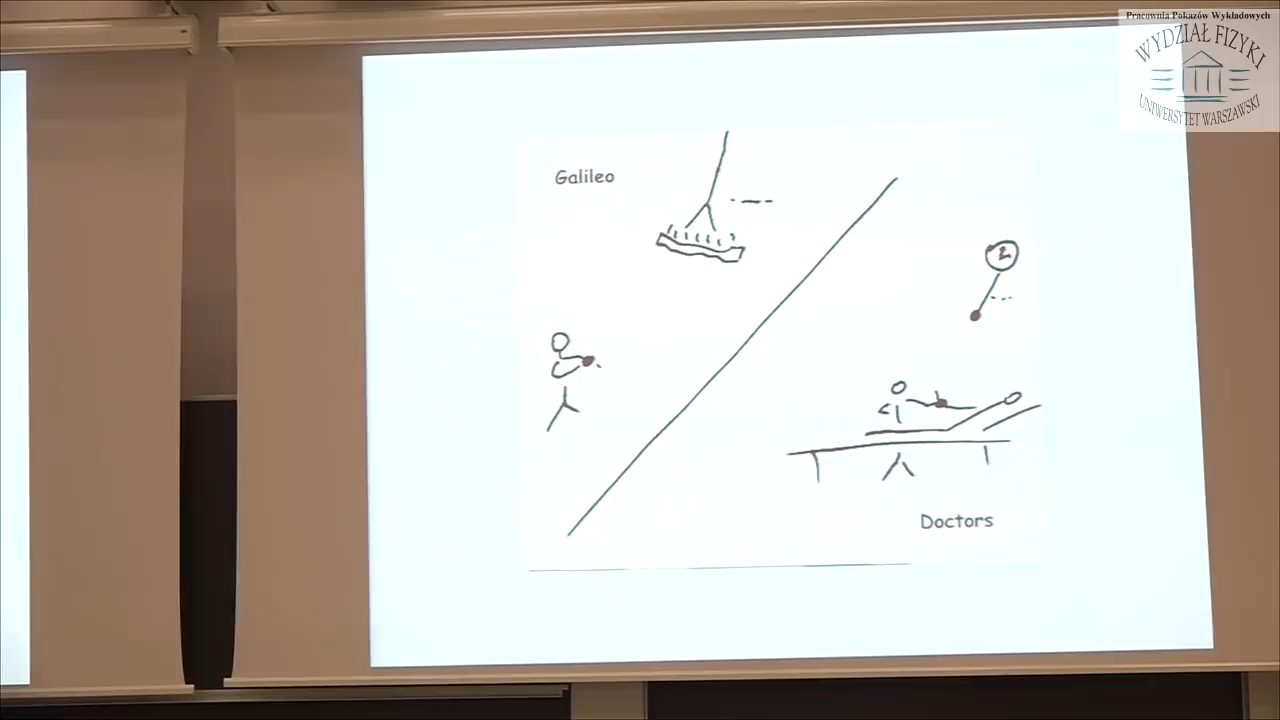 Pracownia Pokazów Wykładowych
WYDZIAŁ FIZYKI
UNIWERSYTET WARSZAWSKI
Galileo
Doctors